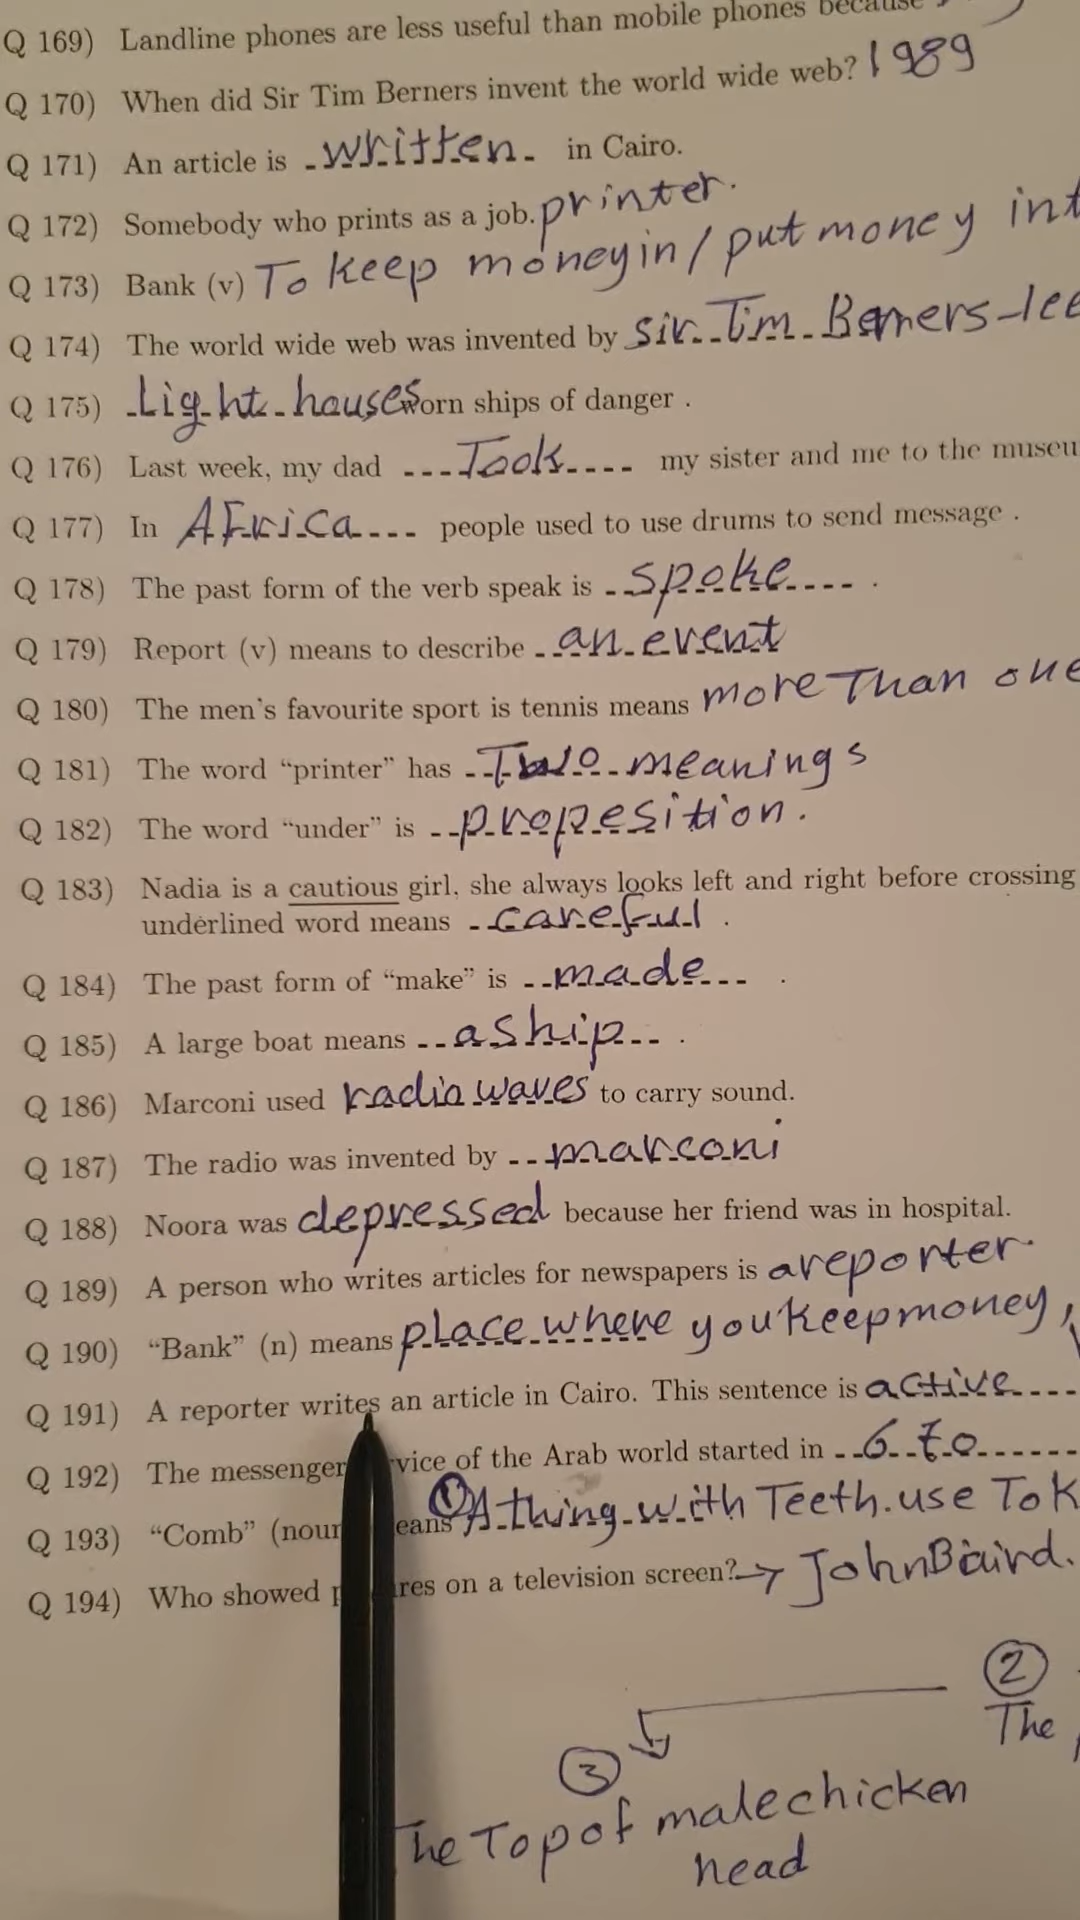 Q 169) Landline phones are less useful than mobile phones because
Q 170) When did Sir Tim Berners invent the world wide web? 1989
Q 171) An article is written in Cairo.
Q 172) Somebody who prints as a job. printer.
Q 173) Bank (v) To keep money in / put money int
Q 174) The world wide web was invented by sir Tim Berners-lee
Q 175) Light houses worn ships of danger .
Q 176) Last week, my dad Took my sister and me to the museu
Q 177) In AFrica people used to use drums to send message .
Q 178) The past form of the verb speak is spoke .
Q 179) Report (v) means to describe an event
Q 180) The men's favourite sport is tennis means more Than one
Q 181) The word "printer" has Two meanings
Q 182) The word "under" is propesition.
Q 183) Nadia is a cautious girl, she always looks left and right before crossing
underlined word means careful .
Q 184) The past form of "make" is made .
Q 185) A large boat means a ship .
Q 186) Marconi used radio waves to carry sound.
Q 187) The radio was invented by marconi
Q 188) Noora was depressed because her friend was in hospital.
Q 189) A person who writes articles for newspapers is a reporter.
Q 190) "Bank" (n) means place where you keep money,
Q 191) A reporter writes an article in Cairo. This sentence is active
Q 192) The messenger vice of the Arab world started in
Q 193) "Comb" (noun eans ① A thing with Teeth. use To k
Q 194) Who showed p res on a television screen? → John Baird.
②
The
③
The Top of male chicken
head